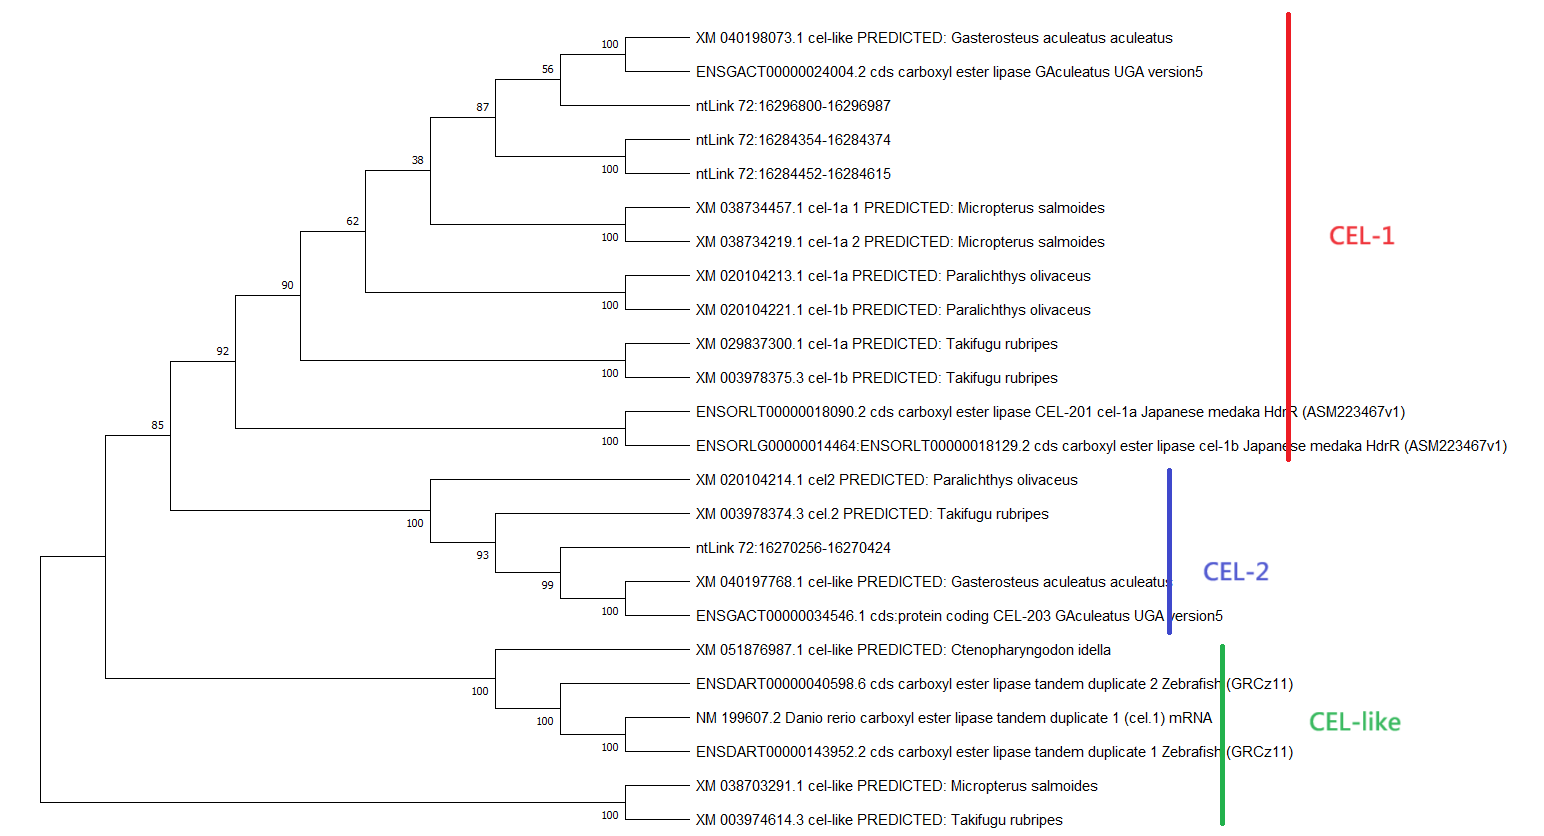 100
XM 040198073.1 cel-like PREDICTED: Gasterosteus aculeatus aculeatus
56
ENSGACT00000024004.2 cds carboxyl ester lipase GAculeatus UGA version5
87
ntLink 72:16296800-16296987
ntLink 72:16284354-16284374
38
100
ntLink 72:16284452-16284615
XM 038734457.1 cel-1a 1 PREDICTED: Micropterus salmoides
62
100
XM 038734219.1 cel-1a 2 PREDICTED: Micropterus salmoides
CEL-1
XM 020104213.1 cel-1a PREDICTED: Paralichthys olivaceus
90
100
XM 020104221.1 cel-1b PREDICTED: Paralichthys olivaceus
XM 029837300.1 cel-1a PREDICTED: Takifugu rubripes
92
100
XM 003978375.3 cel-1b PREDICTED: Takifugu rubripes
ENSORLT00000018090.2 cds carboxyl ester lipase CEL-201 cel-1a Japanese medaka HdrR (ASM223467v1)
85
100
ENSORLG00000014464:ENSORLT00000018129.2 cds carboxyl ester lipase cel-1b Japanese medaka HdrR (ASM223467v1)
XM 020104214.1 cel2 PREDICTED: Paralichthys olivaceus
100
XM 003978374.3 cel.2 PREDICTED: Takifugu rubripes
93
ntLink 72:16270256-16270424
CEL-2
99
XM 040197768.1 cel-like PREDICTED: Gasterosteus aculeatus aculeatus
100
ENSGACT00000034546.1 cds:protein coding CEL-203 GAculeatus UGA version5
XM 051876987.1 cel-like PREDICTED: Ctenopharyngodon idella
100
ENSDART00000040598.6 cds carboxyl ester lipase tandem duplicate 2 Zebrafish (GRCz11)
100
NM 199607.2 Danio rerio carboxyl ester lipase tandem duplicate 1 (cel.1) mRNA
CEL-like
100
ENSDART00000143952.2 cds carboxyl ester lipase tandem duplicate 1 Zebrafish (GRCz11)
XM 038703291.1 cel-like PREDICTED: Micropterus salmoides
100
XM 003974614.3 cel-like PREDICTED: Takifugu rubripes